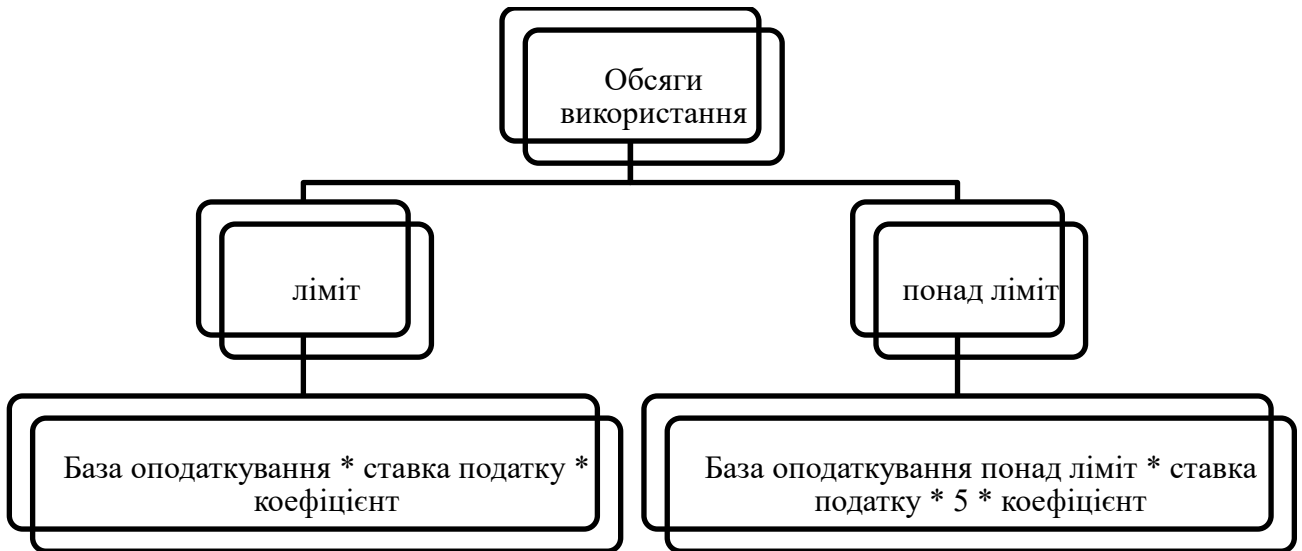 Обсяги
використання
ліміт
понад ліміт
База оподаткування * ставка податку *
коефіцієнт
База оподаткування понад ліміт * ставка
податку * 5 * коефіцієнт